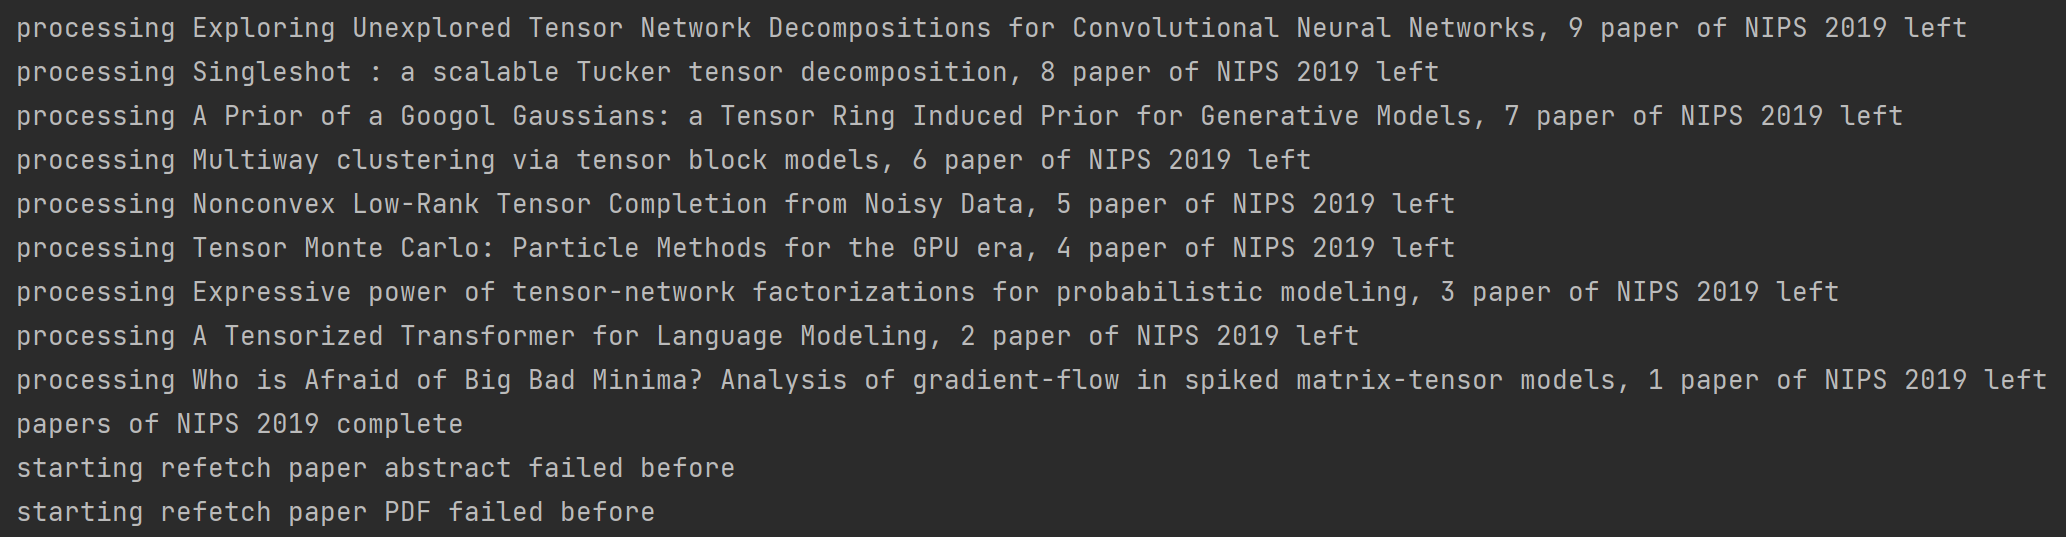 processing Exploring Unexplored Tensor Network Decompositions for Convolutional Neural Networks, 9 paper of NIPS 2019 left
processing Singleshot : a scalable Tucker tensor decomposition, 8 paper of NIPS 2019 left
processing A Prior of a Googol Gaussians: a Tensor Ring Induced Prior for Generative Models, 7 paper of NIPS 2019 left
processing Multiway clustering via tensor block models, 6 paper of NIPS 2019 left
processing Nonconvex Low-Rank Tensor Completion from Noisy Data, 5 paper of NIPS 2019 left
processing Tensor Monte Carlo: Particle Methods for the GPU era, 4 paper of NIPS 2019 left
processing Expressive power of tensor-network factorizations for probabilistic modeling, 3 paper of NIPS 2019 left
processing A Tensorized Transformer for Language Modeling, 2 paper of NIPS 2019 left
processing Who is Afraid of Big Bad Minima? Analysis of gradient-flow in spiked matrix-tensor models, 1 paper of NIPS 2019 left
papers of NIPS 2019 complete
starting refetch paper abstract failed before
starting refetch paper PDF failed before